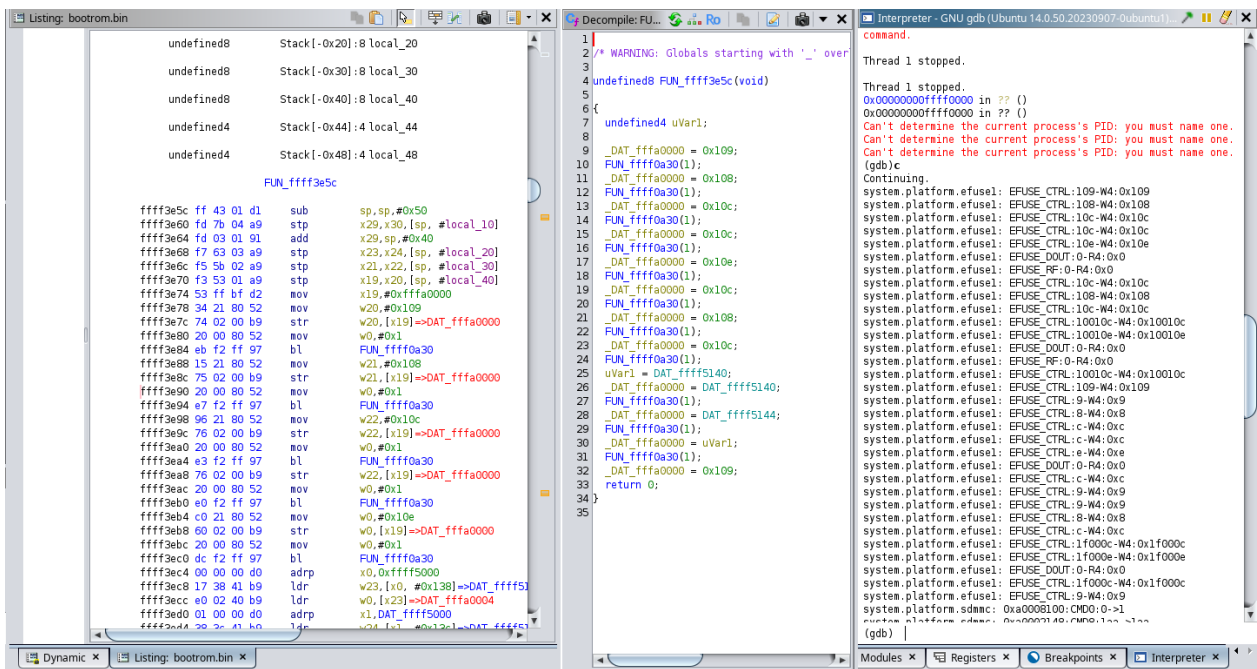 Listing: bootrom.bin
undefined8 Stack[-0x20]:8 local_20
undefined8 Stack[-0x30]:8 local_30
undefined8 Stack[-0x40]:8 local_40
undefined4 Stack[-0x44]:4 local_44
undefined4 Stack[-0x48]:4 local_48
FUN_ffff3e5c
ffff3e5c ff 43 01 d1 sub sp,sp,#0x50
ffff3e60 fd 7b 04 a9 stp x29,x30,[sp, #local_10]
ffff3e64 fd 03 01 91 add x29,sp,#0x40
ffff3e68 f7 63 03 a9 stp x23,x24,[sp, #local_20]
ffff3e6c f5 5b 02 a9 stp x21,x22,[sp, #local_30]
ffff3e70 f3 53 01 a9 stp x19,x20,[sp, #local_40]
ffff3e74 53 ff bf d2 mov x19,#0xfffa0000
ffff3e78 34 21 80 52 mov w20,#0x109
ffff3e7c 74 02 00 b9 str w20,[x19]=>DAT_fffa0000
ffff3e80 20 00 80 52 mov w0,#0x1
ffff3e84 eb f2 ff 97 bl FUN_ffff0a30
ffff3e88 15 21 80 52 mov w21,#0x108
ffff3e8c 75 02 00 b9 str w21,[x19]=>DAT_fffa0000
ffff3e90 20 00 80 52 mov w0,#0x1
ffff3e94 e7 f2 ff 97 bl FUN_ffff0a30
ffff3e98 96 21 80 52 mov w22,#0x10c
ffff3e9c 76 02 00 b9 str w22,[x19]=>DAT_fffa0000
ffff3ea0 20 00 80 52 mov w0,#0x1
ffff3ea4 e3 f2 ff 97 bl FUN_ffff0a30
ffff3ea8 76 02 00 b9 str w22,[x19]=>DAT_fffa0000
ffff3eac 20 00 80 52 mov w0,#0x1
ffff3eb0 e0 f2 ff 97 bl FUN_ffff0a30
ffff3eb4 c0 21 80 52 mov w0,#0x10e
ffff3eb8 60 02 00 b9 str w0,[x19]=>DAT_fffa0000
ffff3ebc 20 00 80 52 mov w0,#0x1
ffff3ec0 dc f2 ff 97 bl FUN_ffff0a30
ffff3ec4 00 00 00 d0 adrp x0,0xffff5000
ffff3ec8 17 38 41 b9 ldr w23,[x0, #0x138]=>DAT_ffff51
ffff3ecc e0 02 40 b9 ldr w0,[x23]=>DAT_fffa0004
ffff3ed0 01 00 00 d0 adrp x1,DAT_ffff5000
ffff3ed4 38 3c 41 b9 ldr w24,[x1, #0x13c]=>DAT_ffff51
Dynamic
Listing: bootrom.bin
Decompile: FU...
Ro
1
2 /* WARNING: Globals starting with '_' over
3
4 undefined8 FUN_ffff3e5c(void)
5
6 {
7 undefined4 uVar1;
8
9 _DAT_fffa0000 = 0x109;
10 FUN_ffff0a30(1);
11 _DAT_fffa0000 = 0x108;
12 FUN_ffff0a30(1);
13 _DAT_fffa0000 = 0x10c;
14 FUN_ffff0a30(1);
15 _DAT_fffa0000 = 0x10c;
16 FUN_ffff0a30(1);
17 _DAT_fffa0000 = 0x10e;
18 FUN_ffff0a30(1);
19 _DAT_fffa0000 = 0x10c;
20 FUN_ffff0a30(1);
21 _DAT_fffa0000 = 0x108;
22 FUN_ffff0a30(1);
23 _DAT_fffa0000 = 0x10c;
24 FUN_ffff0a30(1);
25 uVar1 = DAT_ffff5140;
26 _DAT_fffa0000 = DAT_ffff5140;
27 FUN_ffff0a30(1);
28 _DAT_fffa0000 = DAT_ffff5144;
29 FUN_ffff0a30(1);
30 _DAT_fffa0000 = uVar1;
31 FUN_ffff0a30(1);
32 _DAT_fffa0000 = 0x109;
33 return 0;
34 }
35
Interpreter - GNU gdb (Ubuntu 14.0.50.20230907-0ubuntu1)...
command.
Thread 1 stopped.
Thread 1 stopped.
0x00000000ffff0000 in ?? ()
0x00000000ffff0000 in ?? ()
Can't determine the current process's PID: you must name one.
Can't determine the current process's PID: you must name one.
Can't determine the current process's PID: you must name one.
(gdb)c
Continuing.
system.platform.efuse1: EFUSE_CTRL:109-W4:0x109
system.platform.efuse1: EFUSE_CTRL:108-W4:0x108
system.platform.efuse1: EFUSE_CTRL:10c-W4:0x10c
system.platform.efuse1: EFUSE_CTRL:10c-W4:0x10c
system.platform.efuse1: EFUSE_CTRL:10e-W4:0x10e
system.platform.efuse1: EFUSE_DOUT:0-R4:0x0
system.platform.efuse1: EFUSE_RF:0-R4:0x0
system.platform.efuse1: EFUSE_CTRL:10c-W4:0x10c
system.platform.efuse1: EFUSE_CTRL:108-W4:0x108
system.platform.efuse1: EFUSE_CTRL:10c-W4:0x10c
system.platform.efuse1: EFUSE_CTRL:10010c-W4:0x10010c
system.platform.efuse1: EFUSE_CTRL:10010e-W4:0x10010e
system.platform.efuse1: EFUSE_DOUT:0-R4:0x0
system.platform.efuse1: EFUSE_RF:0-R4:0x0
system.platform.efuse1: EFUSE_CTRL:10010c-W4:0x10010c
system.platform.efuse1: EFUSE_CTRL:109-W4:0x109
system.platform.efuse1: EFUSE_CTRL:9-W4:0x9
system.platform.efuse1: EFUSE_CTRL:8-W4:0x8
system.platform.efuse1: EFUSE_CTRL:c-W4:0xc
system.platform.efuse1: EFUSE_CTRL:c-W4:0xc
system.platform.efuse1: EFUSE_CTRL:e-W4:0xe
system.platform.efuse1: EFUSE_DOUT:0-R4:0x0
system.platform.efuse1: EFUSE_CTRL:c-W4:0xc
system.platform.efuse1: EFUSE_CTRL:9-W4:0x9
system.platform.efuse1: EFUSE_CTRL:9-W4:0x9
system.platform.efuse1: EFUSE_CTRL:8-W4:0x8
system.platform.efuse1: EFUSE_CTRL:c-W4:0xc
system.platform.efuse1: EFUSE_CTRL:1f000c-W4:0x1f000c
system.platform.efuse1: EFUSE_CTRL:1f000e-W4:0x1f000e
system.platform.efuse1: EFUSE_DOUT:0-R4:0x0
system.platform.efuse1: EFUSE_CTRL:1f000c-W4:0x1f000c
system.platform.efuse1: EFUSE_CTRL:9-W4:0x9
system.platform.sdmmc: 0xa0008100:CMD0:0->1
system.platform.sdmmc: 0xa0002148:CMD8:1aa->1aa
(gdb)
Modules
Registers
Breakpoints
Interpreter